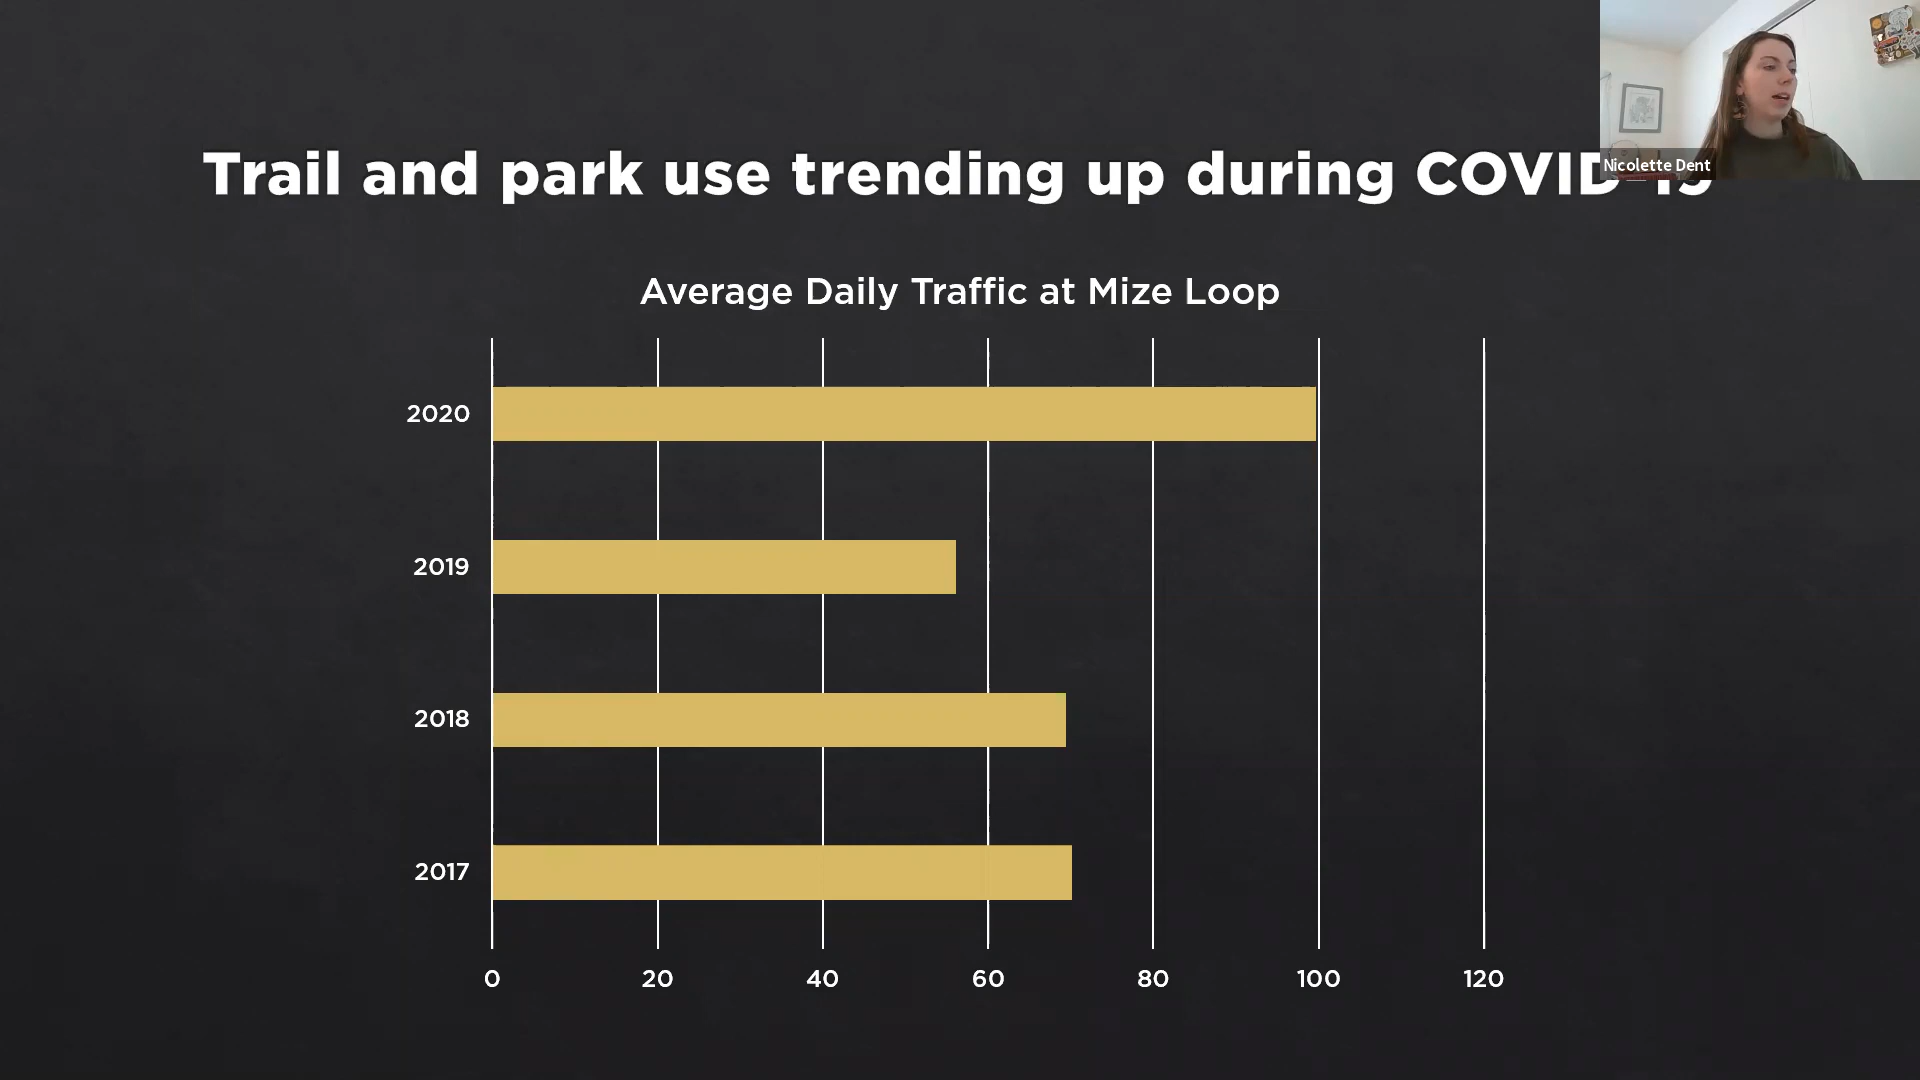 Trail and park use trending up during COVID-19
Nicolette Dent
Average Daily Traffic at Mize Loop
2020
2019
2018
2017
0 20 40 60 80 100 120